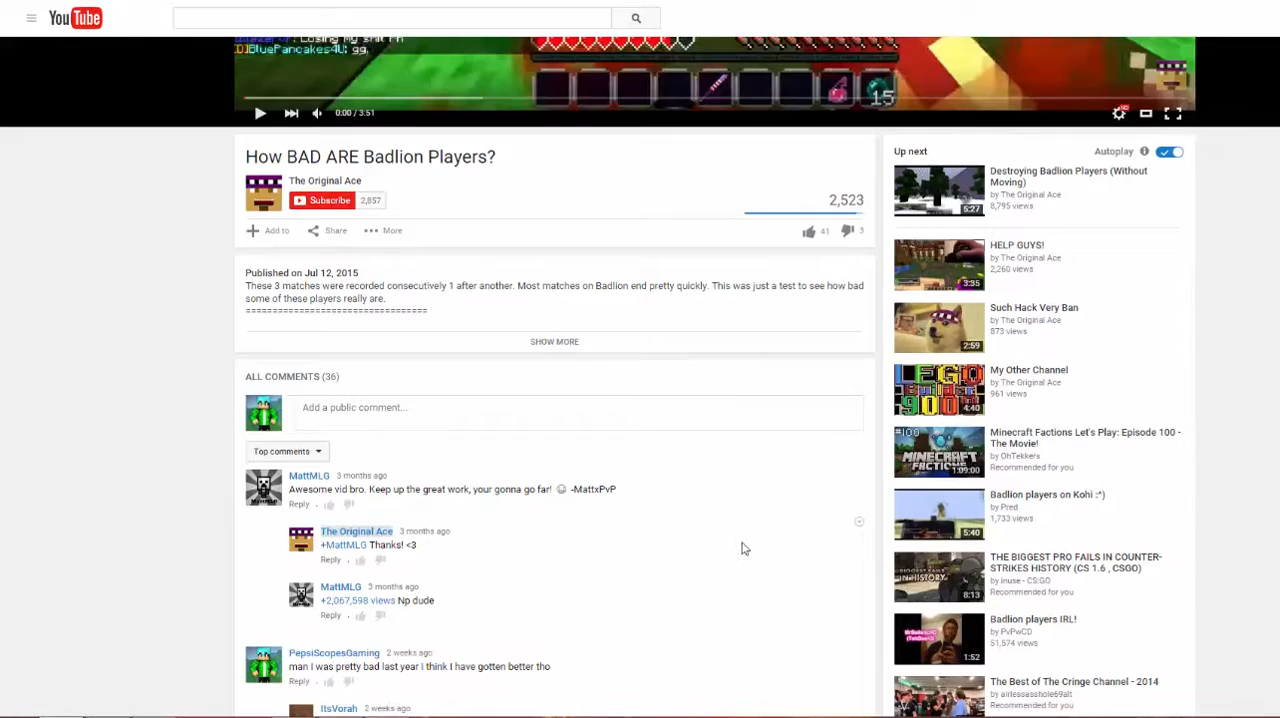 YouTube
Losing My shit rn
[0]BluePancakes4U: gg.
15
0:00 / 3:51
How BAD ARE Badlion Players?
The Original Ace
Subscribe 2,857
2,523
Add to Share More
41 3
Published on Jul 12, 2015
These 3 matches were recorded consecutively 1 after another. Most matches on Badlion end pretty quickly. This was just a test to see how bad
some of these players really are.
==================================
SHOW MORE
ALL COMMENTS (36)
Add a public comment...
Top comments
MattMLG 3 months ago
Awesome vid bro. Keep up the great work, your gonna go far! -MattxPvP
Reply
The Original Ace 3 months ago
+MattMLG Thanks! <3
Reply
MattMLG 3 months ago
+2,067,598 views Np dude
Reply
PepsiScopesGaming 2 weeks ago
man I was pretty bad last year I think I have gotten better tho
Reply
ItsVorah 2 weeks ago
Up next Autoplay
Destroying Badlion Players (Without
Moving)
by The Original Ace
8,795 views
5:27
HELP GUYS!
by The Original Ace
2,260 views
3:35
Such Hack Very Ban
by The Original Ace
873 views
2:59
My Other Channel
by The Original Ace
961 views
LEGO
Builder
900
4:40
Minecraft Factions Let's Play: Episode 100 -
The Movie!
by OhTekkers
Recommended for you
#100
MINECRAFT
FACTIONS
1:09:00
Badlion players on Kohi :^)
by Pred
1,733 views
5:40
THE BIGGEST PRO FAILS IN COUNTER-
STRIKES HISTORY (CS 1.6 , CSGO)
by inuse - CS:GO
Recommended for you
8:13
Badlion players IRL!
by PvPwCD
51,574 views
1:52
The Best of The Cringe Channel - 2014
by airlessasshole69alt
Recommended for you